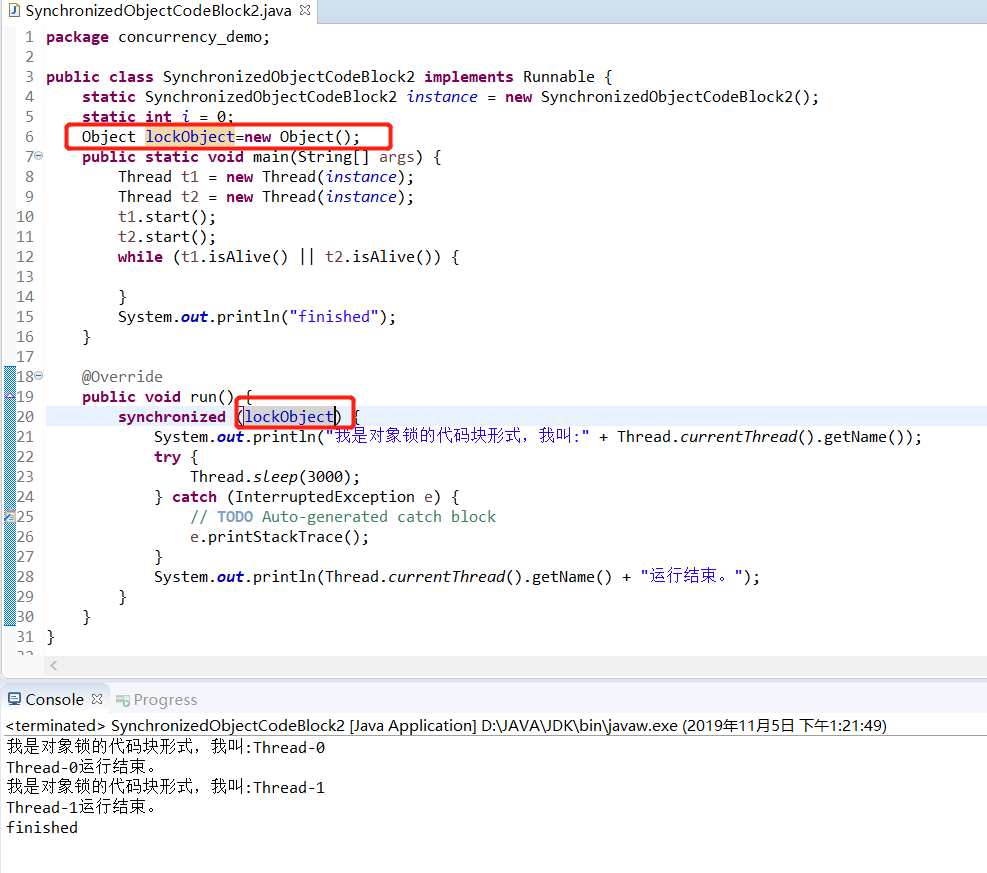 SynchronizedObjectCodeBlock2.java
1 package concurrency_demo;
2
3 public class SynchronizedObjectCodeBlock2 implements Runnable {
4     static SynchronizedObjectCodeBlock2 instance = new SynchronizedObjectCodeBlock2();
5     static int i = 0;
6     Object lockObject=new Object();
7     public static void main(String[] args) {
8         Thread t1 = new Thread(instance);
9         Thread t2 = new Thread(instance);
10         t1.start();
11         t2.start();
12         while (t1.isAlive() || t2.isAlive()) {
13
14         }
15         System.out.println("finished");
16     }
17
18     @Override
19     public void run() {
20         synchronized (lockObject) {
21             System.out.println("我是对象锁的代码块形式，我叫:" + Thread.currentThread().getName());
22             try {
23                 Thread.sleep(3000);
24             } catch (InterruptedException e) {
25                 // TODO Auto-generated catch block
26                 e.printStackTrace();
27             }
28             System.out.println(Thread.currentThread().getName() + "运行结束。");
29         }
30     }
31 }
32
Console Progress
<terminated> SynchronizedObjectCodeBlock2 [Java Application] D:\JAVA\JDK\bin\javaw.exe (2019年11月5日 下午1:21:49)
我是对象锁的代码块形式，我叫:Thread-0
Thread-0运行结束。
我是对象锁的代码块形式，我叫:Thread-1
Thread-1运行结束。
finished